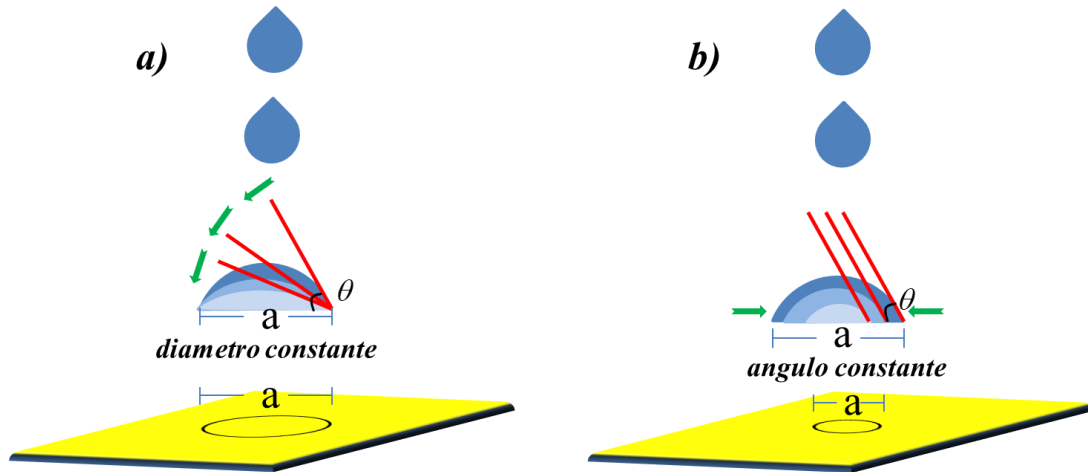 a)
θ
a
diametro constante
a
b)
θ
a
angulo constante
a